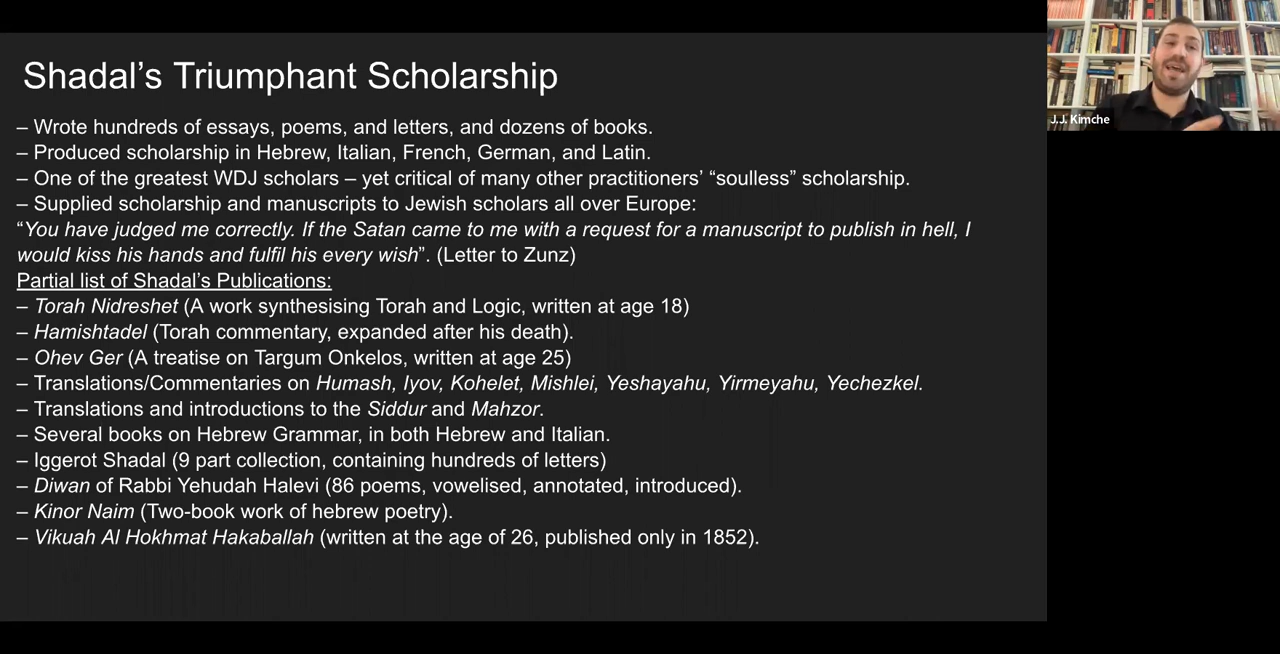 Shadal's Triumphant Scholarship
– Wrote hundreds of essays, poems, and letters, and dozens of books.
– Produced scholarship in Hebrew, Italian, French, German, and Latin.
– One of the greatest WDJ scholars – yet critical of many other practitioners' “soulless” scholarship.
– Supplied scholarship and manuscripts to Jewish scholars all over Europe:
“You have judged me correctly. If the Satan came to me with a request for a manuscript to publish in hell, I
would kiss his hands and fulfil his every wish”. (Letter to Zunz)
Partial list of Shadal's Publications:
– Torah Nidreshet (A work synthesising Torah and Logic, written at age 18)
– Hamishtadel (Torah commentary, expanded after his death).
– Ohev Ger (A treatise on Targum Onkelos, written at age 25)
– Translations/Commentaries on Humash, Iyov, Kohelet, Mishlei, Yeshayahu, Yirmeyahu, Yechezkel.
– Translations and introductions to the Siddur and Mahzor.
– Several books on Hebrew Grammar, in both Hebrew and Italian.
– Iggerot Shadal (9 part collection, containing hundreds of letters)
– Diwan of Rabbi Yehudah Halevi (86 poems, vowelised, annotated, introduced).
– Kinor Naim (Two-book work of hebrew poetry).
– Vikuah Al Hokhmat Hakaballah (written at the age of 26, published only in 1852).
J.J. Kimche